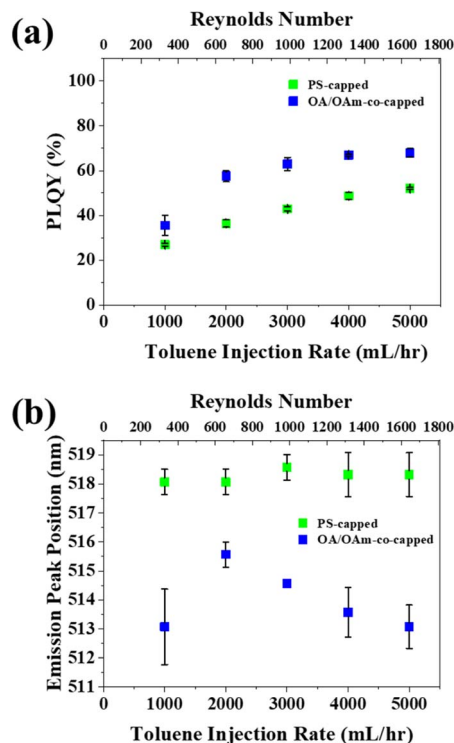 (a)
Reynolds Number
0 200 400 600 800 1000 1200 1400 1600 1800
100
80
60
40
20
0
PLQY (%)
PS-capped
OA/OAm-co-capped
0 1000 2000 3000 4000 5000
Toluene Injection Rate (mL/hr)
(b)
Reynolds Number
0 200 400 600 800 1000 1200 1400 1600 1800
519
518
517
516
515
514
513
512
511
Emission Peak Position (nm)
PS-capped
OA/OAm-co-capped
0 1000 2000 3000 4000 5000
Toluene Injection Rate (mL/hr)